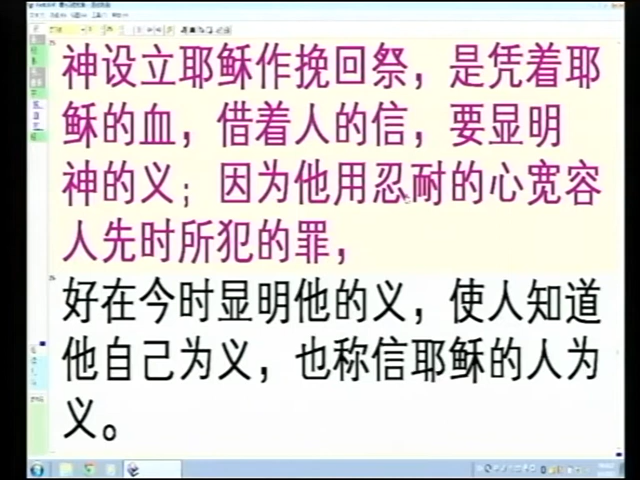 神设立耶稣作挽回祭，是凭着耶
稣的血，借着人的信，要显明
神的义；因为他用忍耐的心宽容
人先时所犯的罪，
好在今时显明他的义，使人知道
他自己为义，也称信耶稣的人为
义。